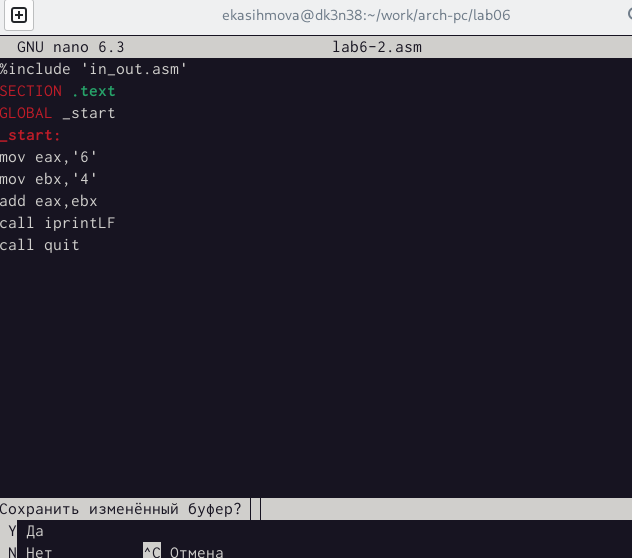 ekasihmova@dk3n38:~/work/arch-pc/lab06
GNU nano 6.3 lab6-2.asm
%include 'in_out.asm'
SECTION .text
GLOBAL _start
_start:
mov eax,'6'
mov ebx,'4'
add eax,ebx
call iprintLF
call quit
Сохранить изменённый буфер?
Y Да
N Нет ^C Отмена